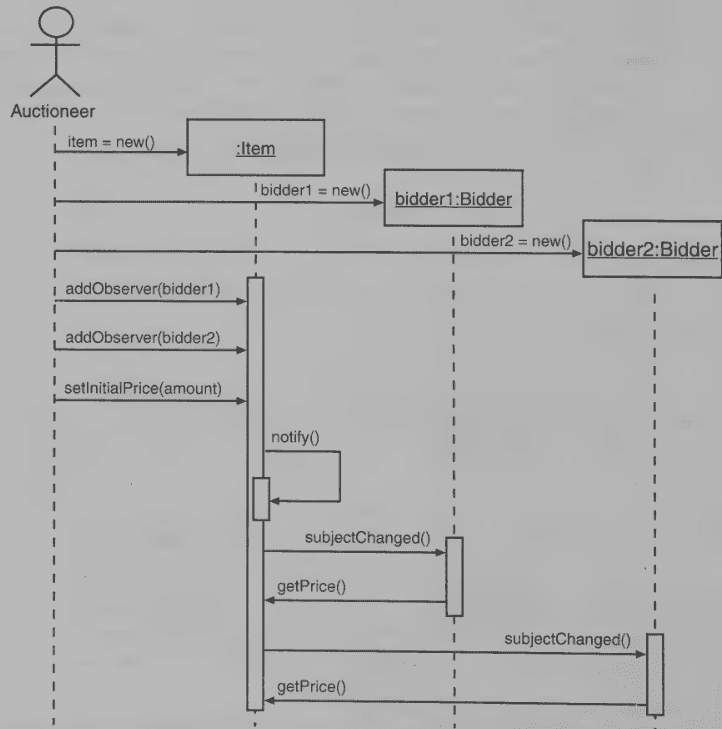 Auctioneer
item = new()
:Item
bidder1 = new()
bidder1:Bidder
bidder2 = new()
bidder2:Bidder
addObserver(bidder1)
addObserver(bidder2)
setInitialPrice(amount)
notify()
subjectChanged()
getPrice()
subjectChanged()
getPrice()